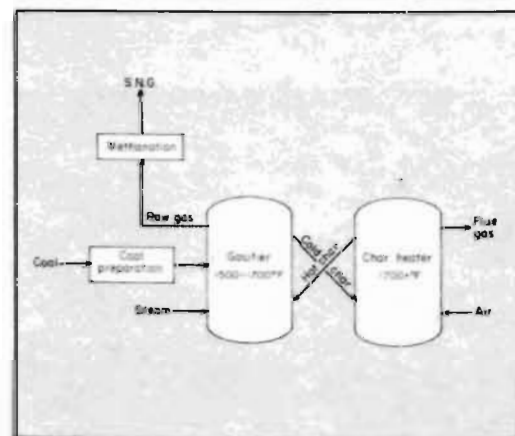 S.N.G.
Methanation
Raw gas
Coal
Coal
preparation
Steam
Gasifier
1500-1700°F
Cold char
Hot char
Char heater
1700+°F
Flue
gas
Air